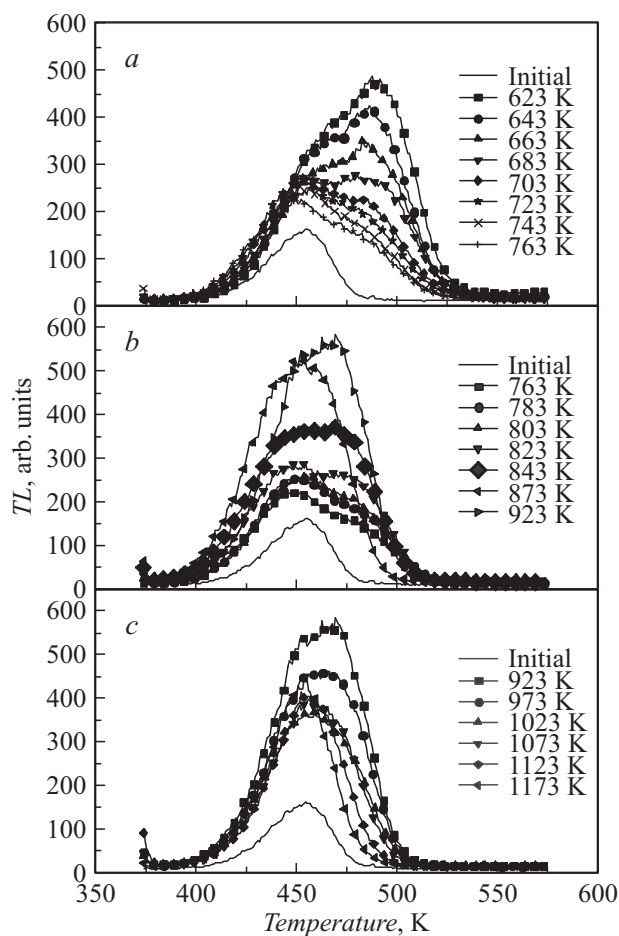 600
500
400
300
200
100
0
a
Initial
623 K
643 K
663 K
683 K
703 K
723 K
743 K
763 K
TL, arb. units
600
500
400
300
200
100
0
b
Initial
763 K
783 K
803 K
823 K
843 K
873 K
923 K
600
500
400
300
200
100
0
c
Initial
923 K
973 K
1023 K
1073 K
1123 K
1173 K
350 400 450 500 550 600
Temperature, K